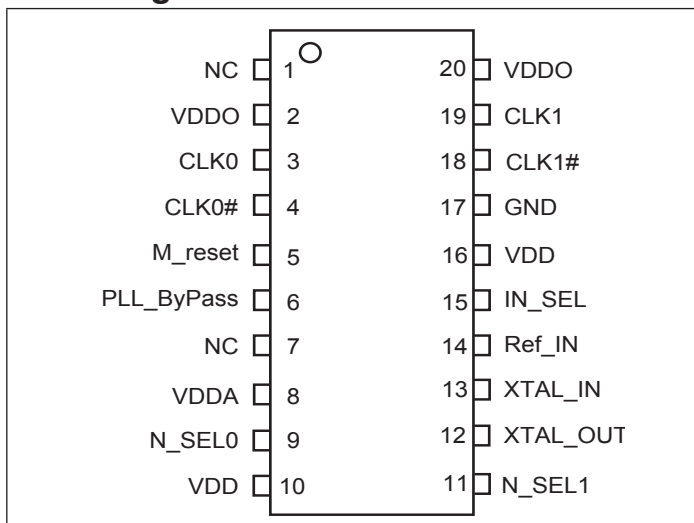 g
NC 1 20 VDDO
VDDO 2 19 CLK1
CLK0 3 18 CLK1#
CLK0# 4 17 GND
M_reset 5 16 VDD
PLL_ByPass 6 15 IN_SEL
NC 7 14 Ref_IN
VDDA 8 13 XTAL_IN
N_SEL0 9 12 XTAL_OUT
VDD 10 11 N_SEL1